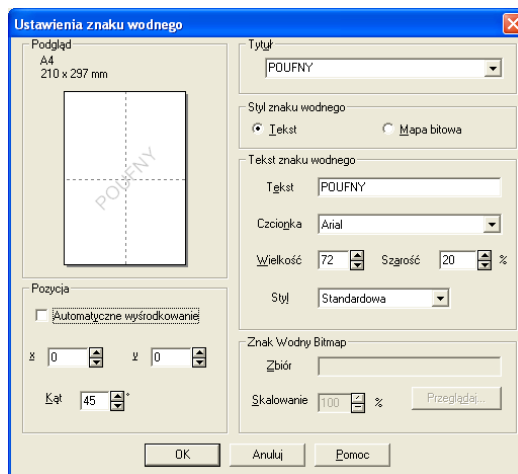 Ustawienia znaku wodnego
Podgląd
A4
210 x 297 mm
POUFNY
Pozycja
Automatyczne wyśrodkowanie
x 0 y 0
Kąt 45 °
Tytuł
POUFNY
Styl znaku wodnego
Tekst Mapa bitowa
Tekst znaku wodnego
Tekst POUFNY
Czcionka Arial
Wielkość 72 Szarość 20 %
Styl Standardowa
Znak Wodny Bitmap
Zbiór
Skalowanie 100 % Przeglądaj...
OK Anuluj Pomoc